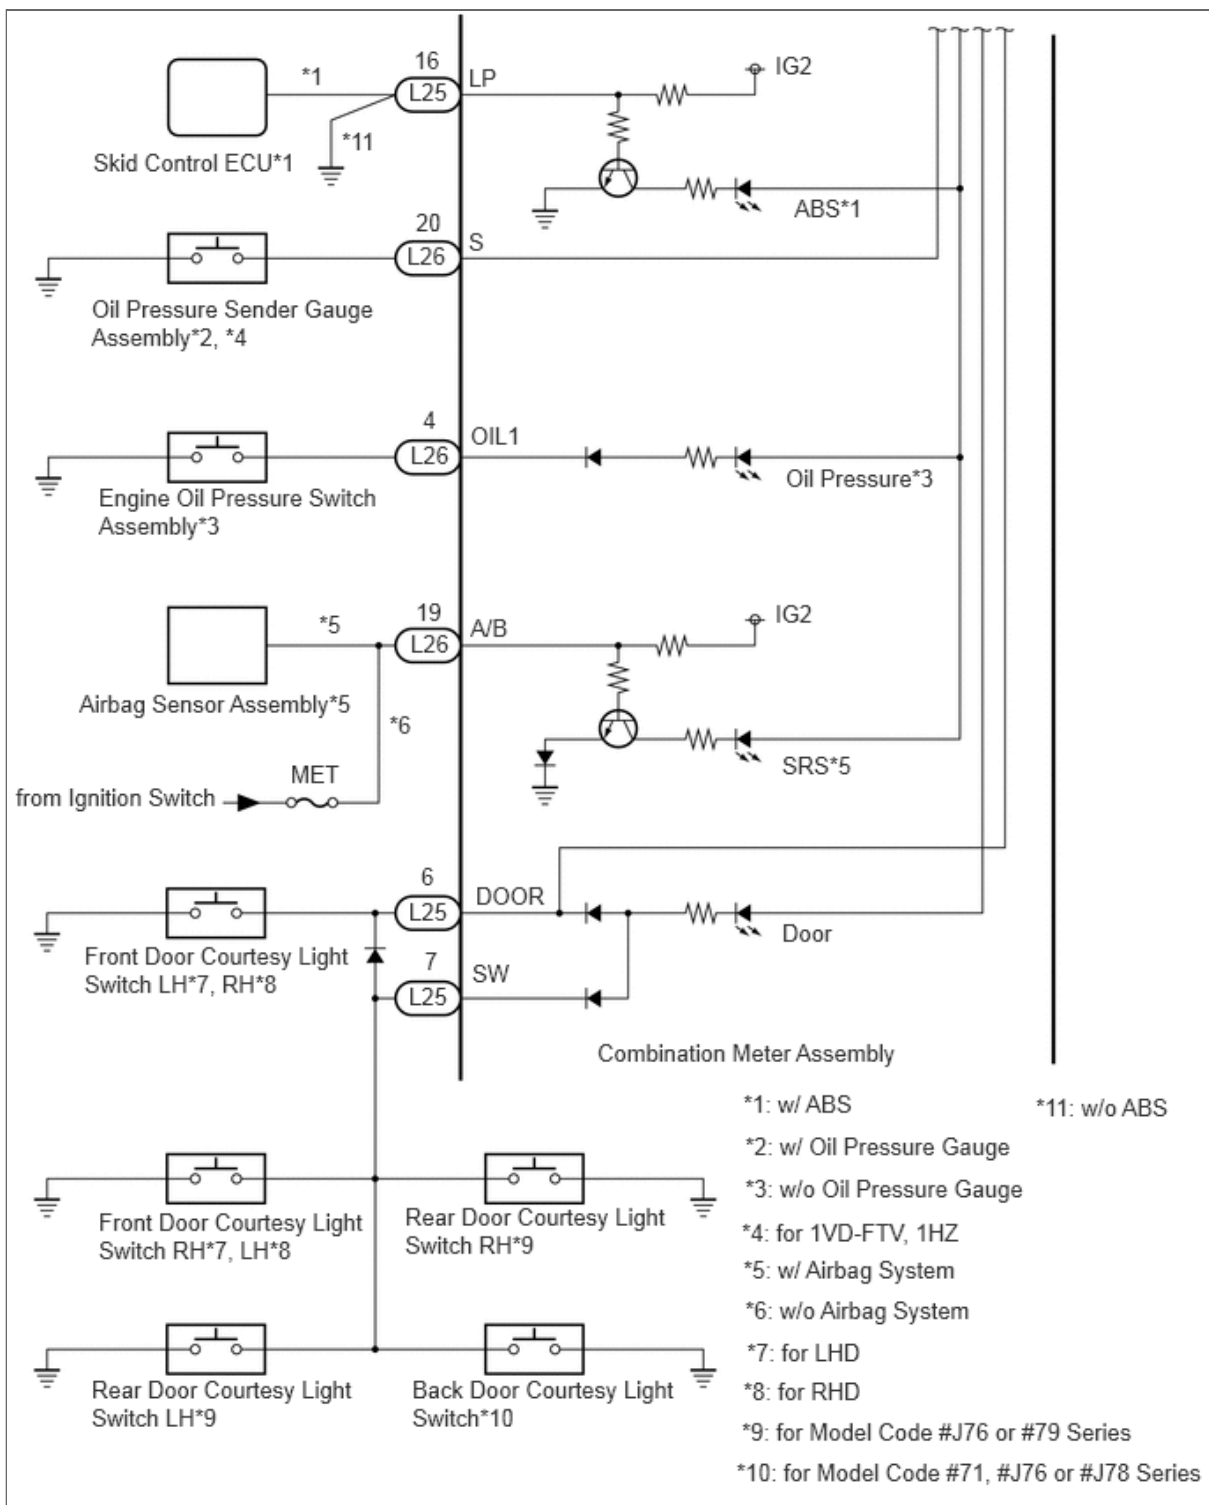 16
*1
L25
LP
IG2
*11
Skid Control ECU*1
ABS*1
20
L26
S
Oil Pressure Sender Gauge
Assembly*2, *4
4
L26
OIL1
Oil Pressure*3
Engine Oil Pressure Switch
Assembly*3
19
*5
L26
A/B
IG2
Airbag Sensor Assembly*5
*6
SRS*5
MET
from Ignition Switch
6
L25
DOOR
Door
Front Door Courtesy Light
Switch LH*7, RH*8
7
L25
SW
Combination Meter Assembly
*1: w/ ABS
*11: w/o ABS
*2: w/ Oil Pressure Gauge
*3: w/o Oil Pressure Gauge
*4: for 1VD-FTV, 1HZ
*5: w/ Airbag System
*6: w/o Airbag System
*7: for LHD
*8: for RHD
*9: for Model Code #J76 or #79 Series
*10: for Model Code #71, #J76 or #J78 Series
Front Door Courtesy Light
Switch RH*7, LH*8
Rear Door Courtesy Light
Switch RH*9
Rear Door Courtesy Light
Switch LH*9
Back Door Courtesy Light
Switch*10